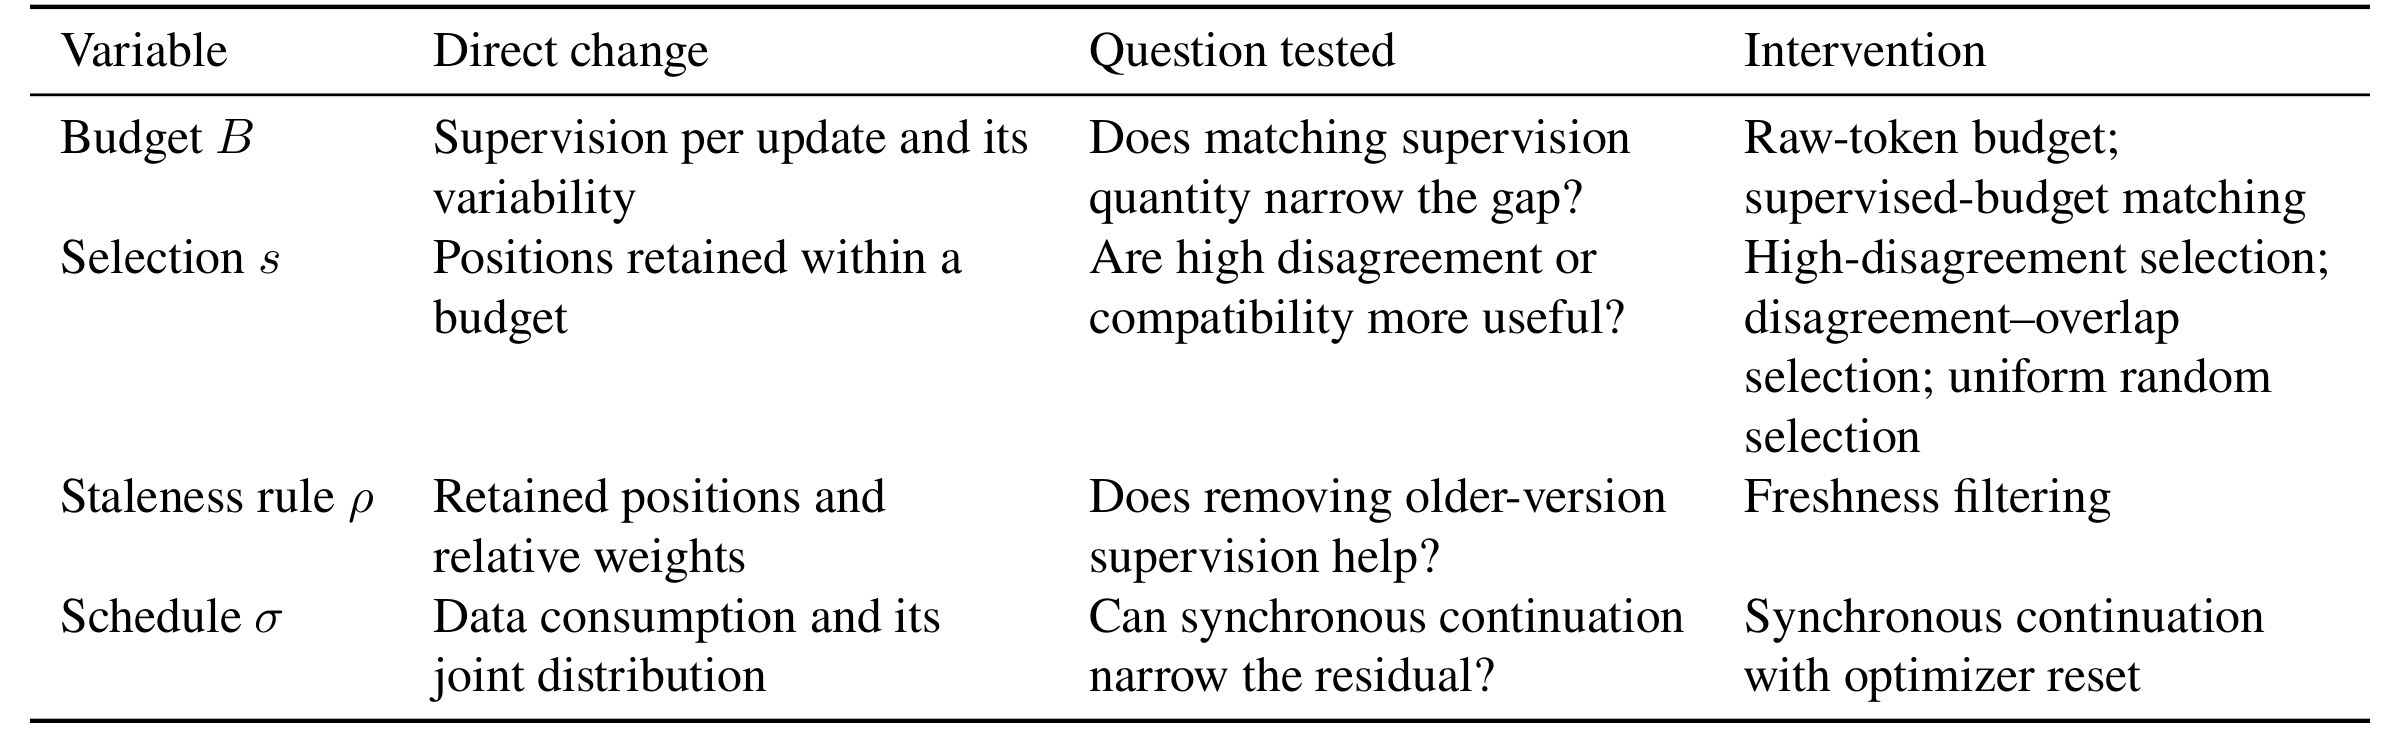 Variable Direct change Question tested Intervention
Budget B Supervision per update and its Does matching supervision Raw-token budget;
variability quantity narrow the gap? supervised-budget matching
Selection s Positions retained within a Are high disagreement or High-disagreement selection;
budget compatibility more useful? disagreement–overlap
selection; uniform random
selection
Staleness rule ρ Retained positions and Does removing older-version Freshness filtering
relative weights supervision help?
Schedule σ Data consumption and its Can synchronous continuation Synchronous continuation
joint distribution narrow the residual? with optimizer reset